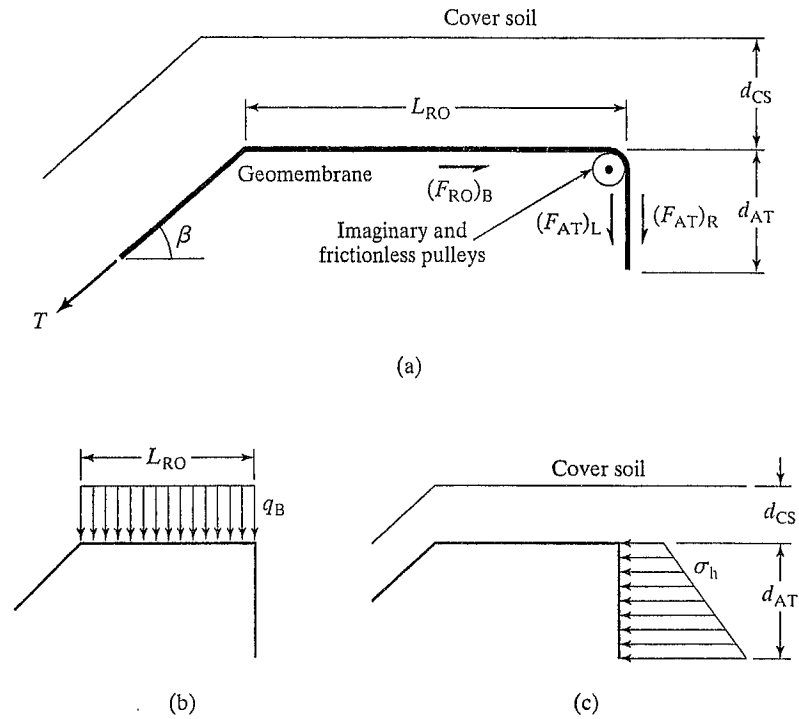 Cover soil
d_CS
L_RO
Geomembrane
(F_RO)_B
(F_AT)_L
(F_AT)_R
d_AT
β
Imaginary and
frictionless pulleys
T
(a)
L_RO
q_B
Cover soil
d_CS
σ_h
d_AT
(b)
(c)